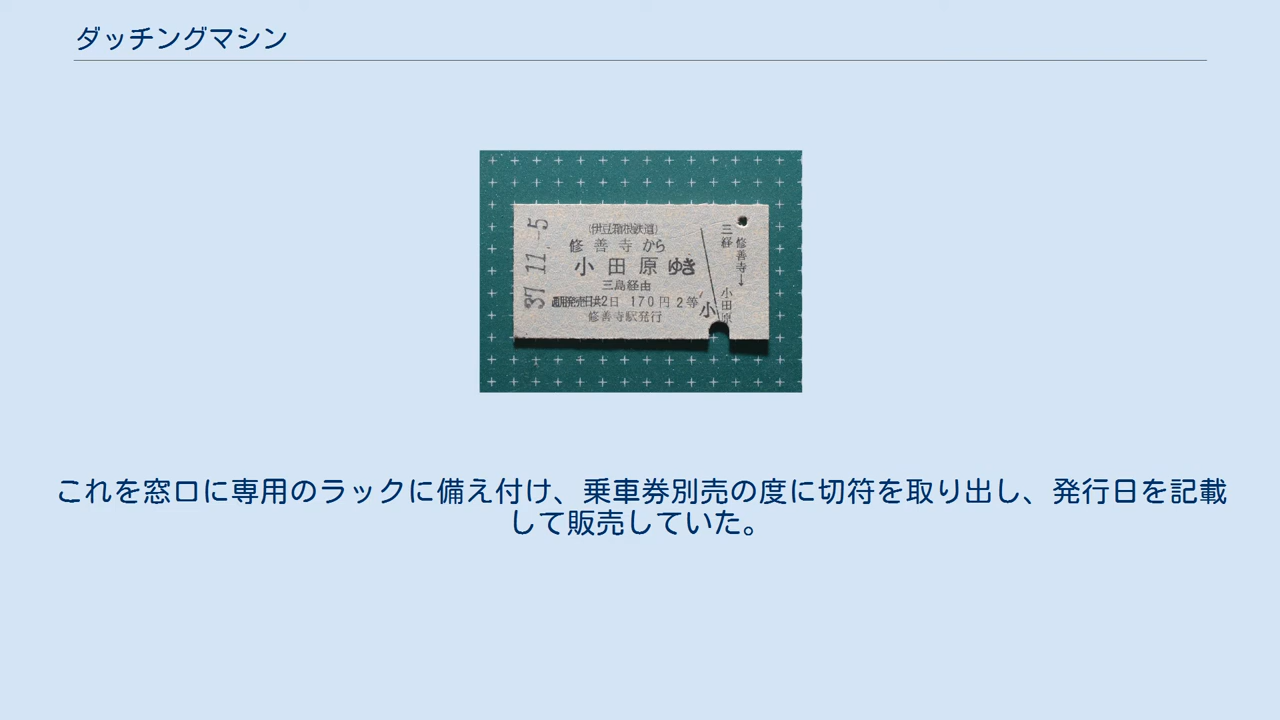 ダッチングマシン
37.11.-5
(伊豆箱根鉄道)
修善寺から
小田原ゆき
三島経由
2日 170円 2等
修善寺駅発行
小
三経
修善寺→小田原
これを窓口に専用のラックに備え付け、乗車券別売の度に切符を取り出し、発行日を記載
して販売していた。